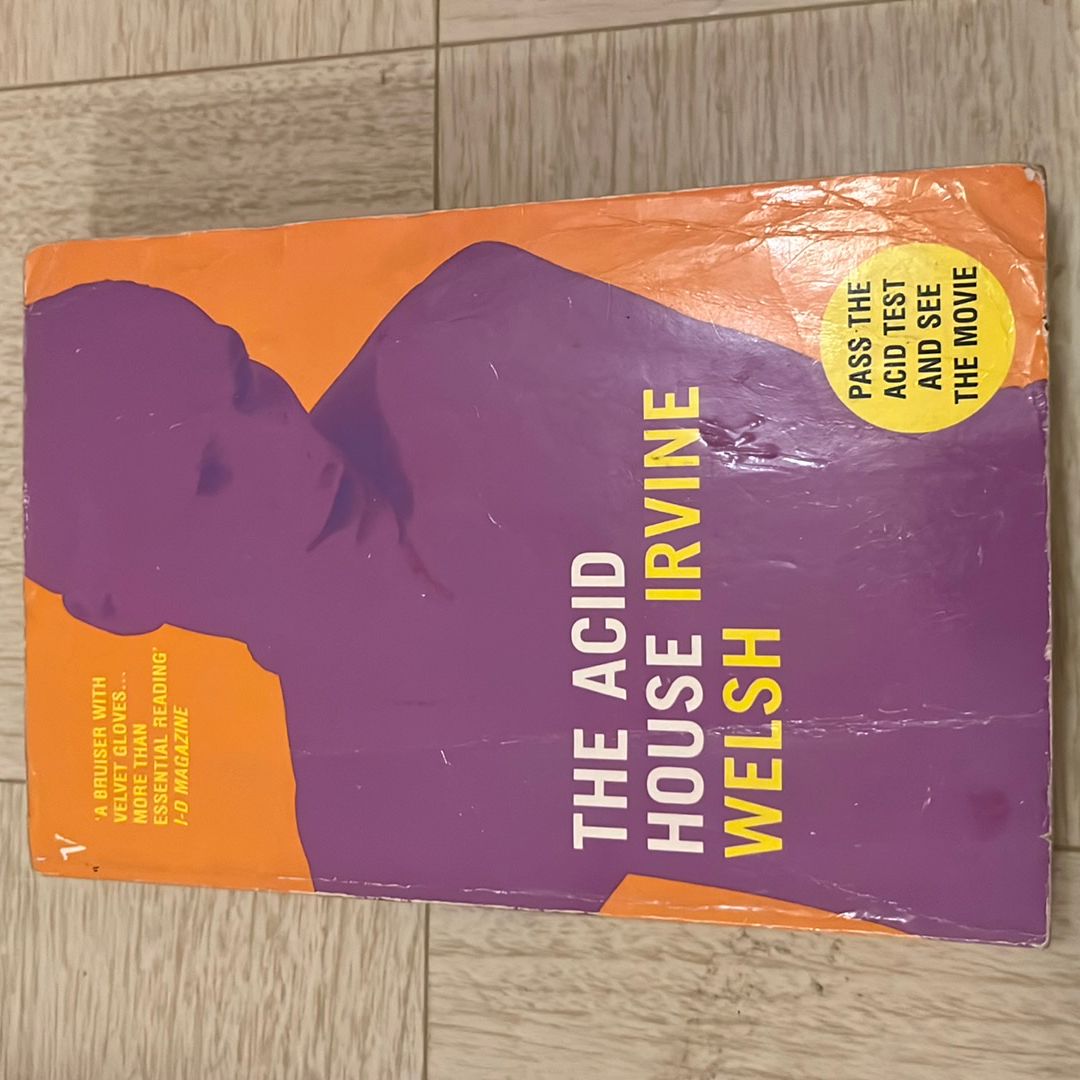 V
'A BRUISER WITH
VELVET GLOVES...
MORE THAN
ESSENTIAL READING'
I-D MAGAZINE
THE ACID
HOUSE IRVINE
WELSH
PASS THE
ACID TEST
AND SEE
THE MOVIE